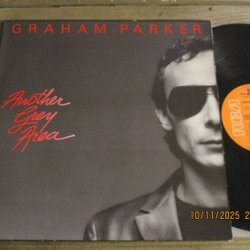 GRAHAM PARKER
Another
Grey
Area
RCA
10/11/2025